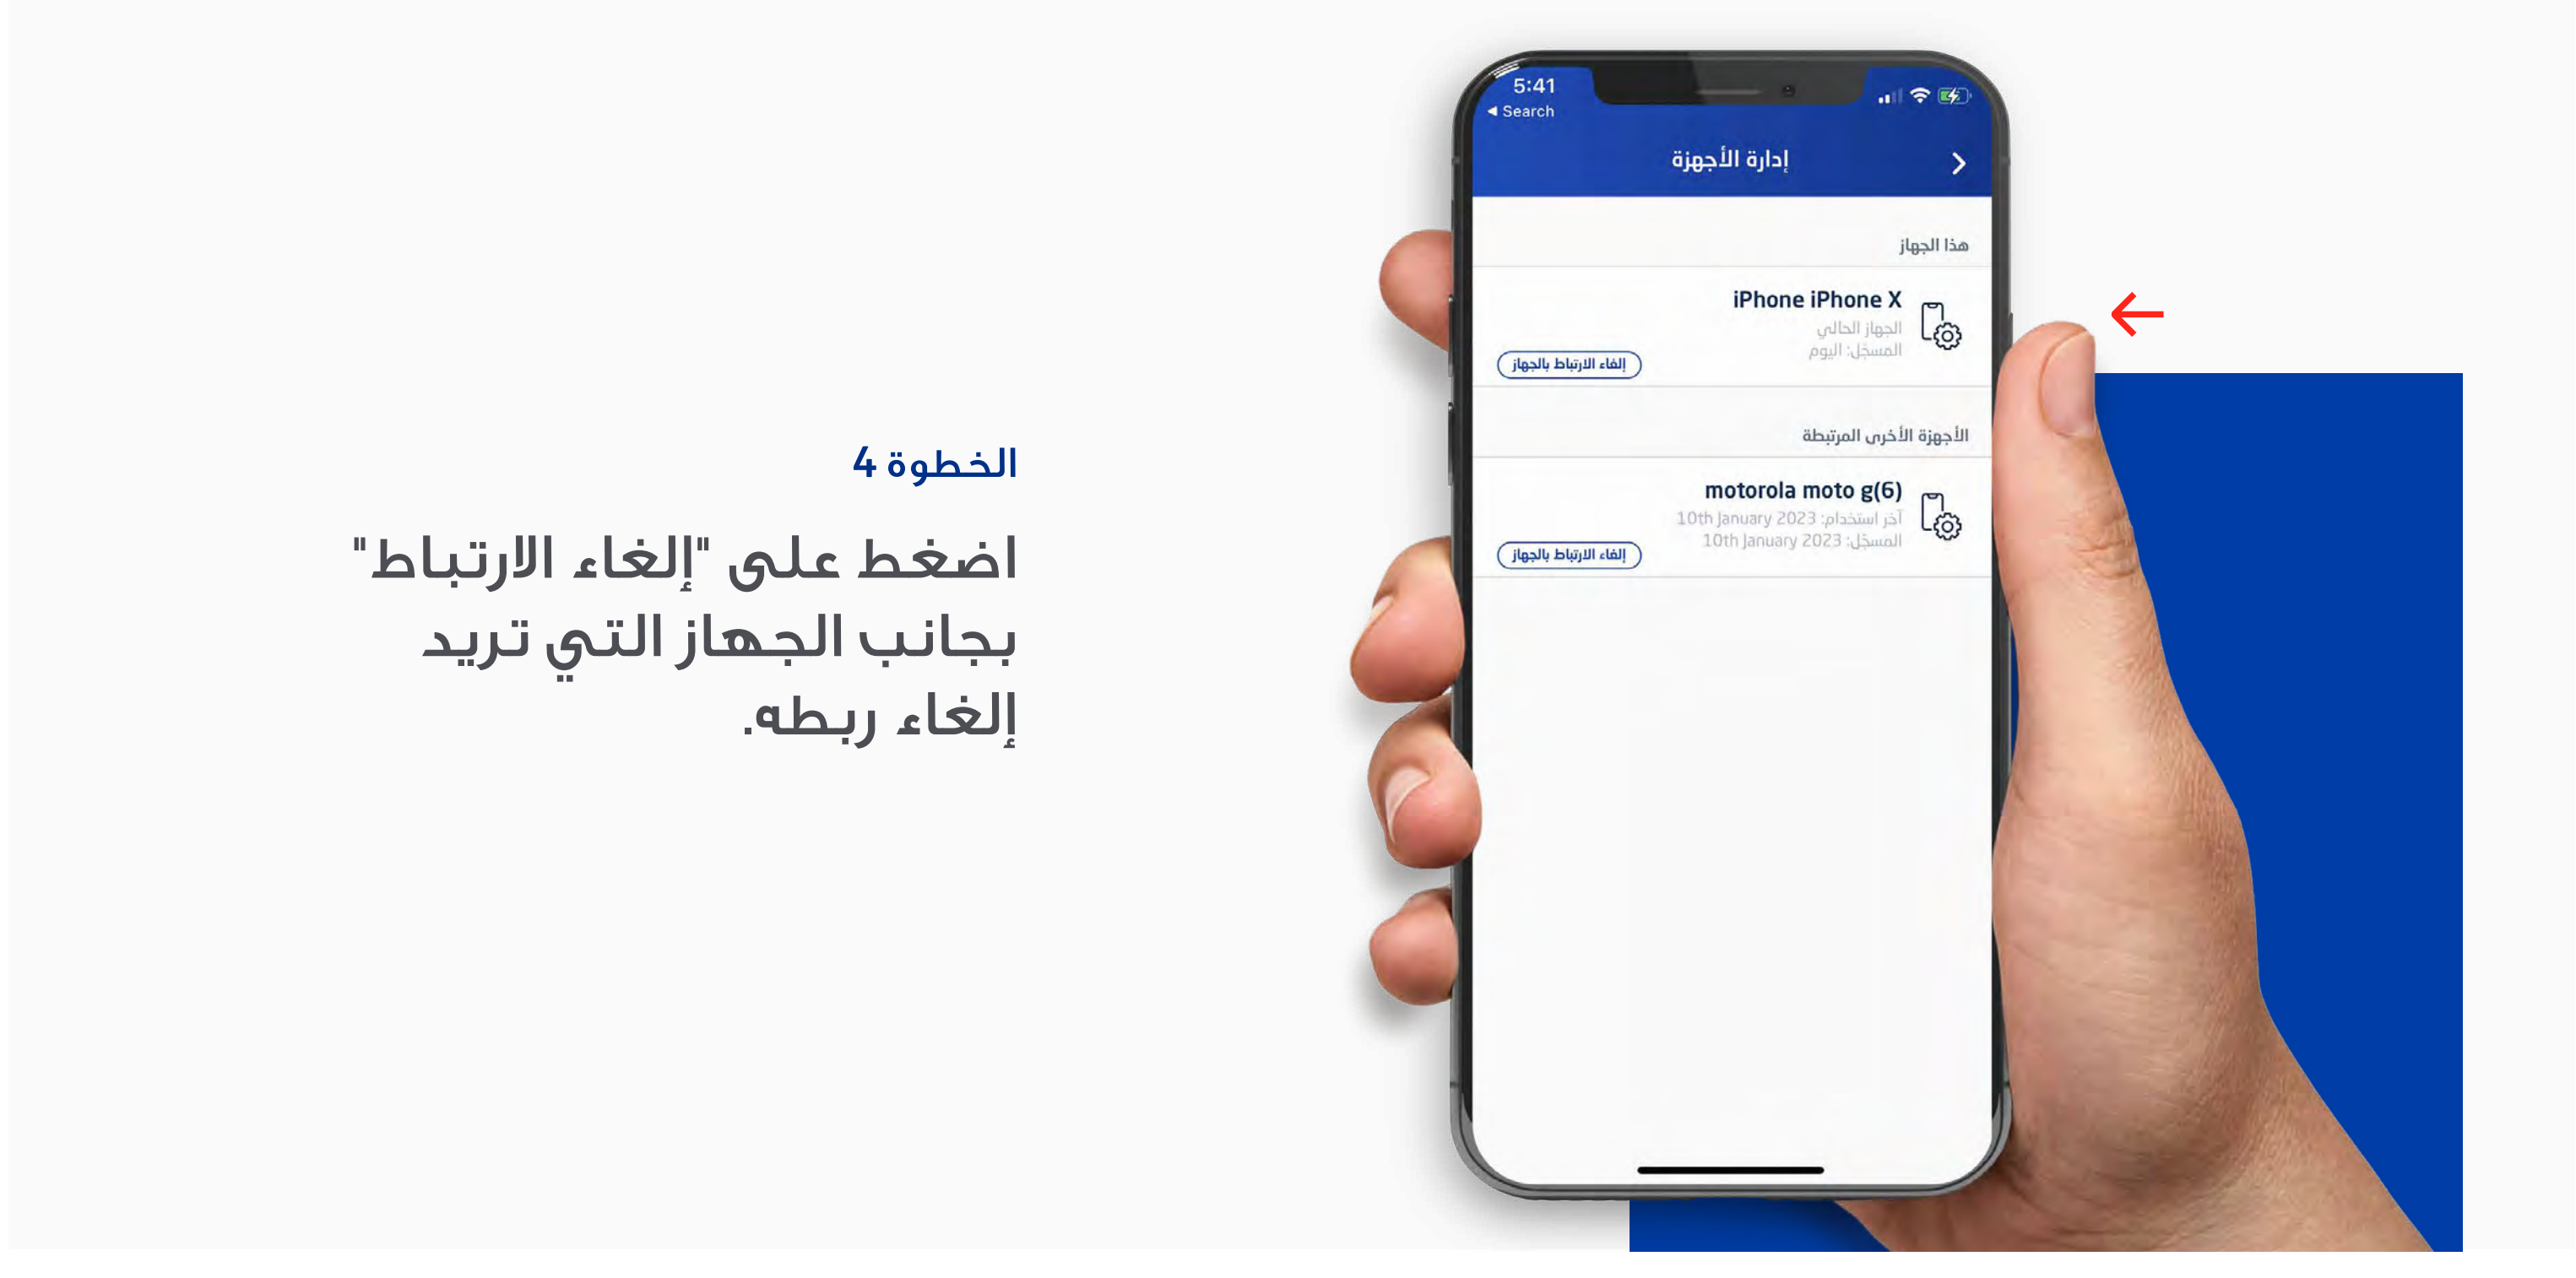 الخطوة 4
اضغط على "إلغاء الارتباط"
بجانب الجهاز التي تريد
إلغاء ربطه.
5:41
Search
إدارة الأجهزة
هذا الجهاز
iPhone iPhone X
الجهاز الحالي
المسجّل: اليوم
إلغاء الارتباط بالجهاز
الأجهزة الأخرى المرتبطة
motorola moto g(6)
آخر استخدام: 10th January 2023
المسجّل: 10th January 2023
إلغاء الارتباط بالجهاز